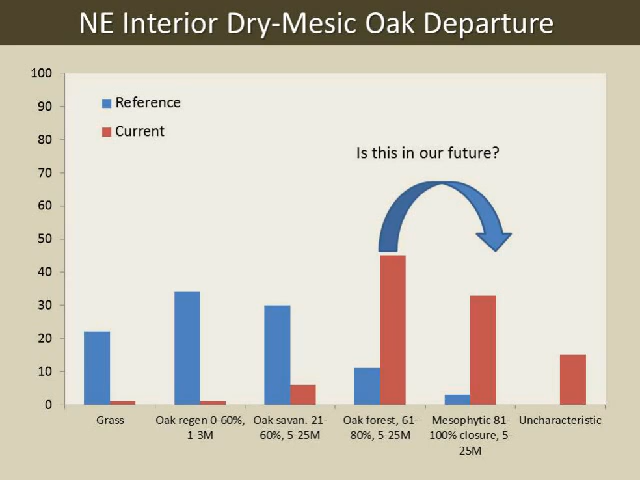 NE Interior Dry-Mesic Oak Departure
100
90
80
70
60
50
40
30
20
10
0
Reference
Current
Is this in our future?
Grass
Oak regen 0-60%,
1-3M
Oak savan. 21-
60%, 5-25M
Oak forest, 61-
80%, 5-25M
Mesophytic 81-
100% closure, 5-
25M
Uncharacteristic